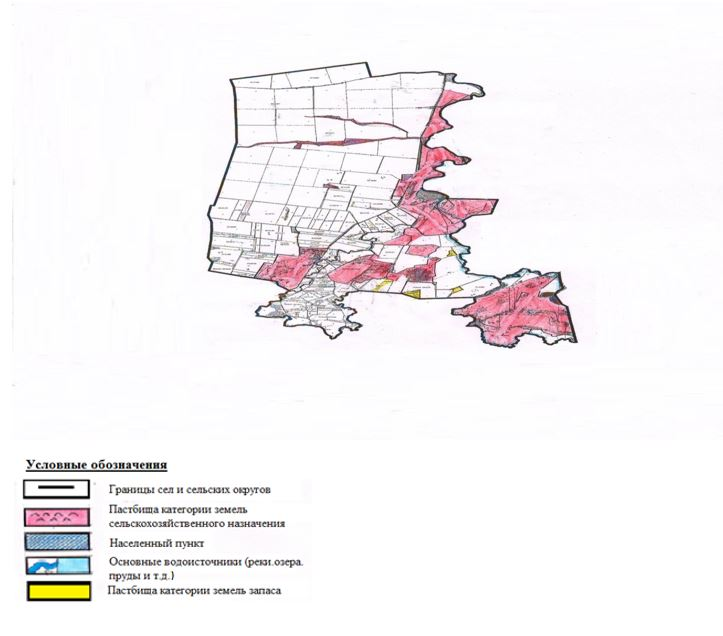 Условные обозначения
Границы сел и сельских округов
Пастбища категории земель
сельскохозяйственного назначения
Населенный пункт
Основные водоисточники (реки.озера.
пруды и т.д.)
Пастбища категории земель запаса